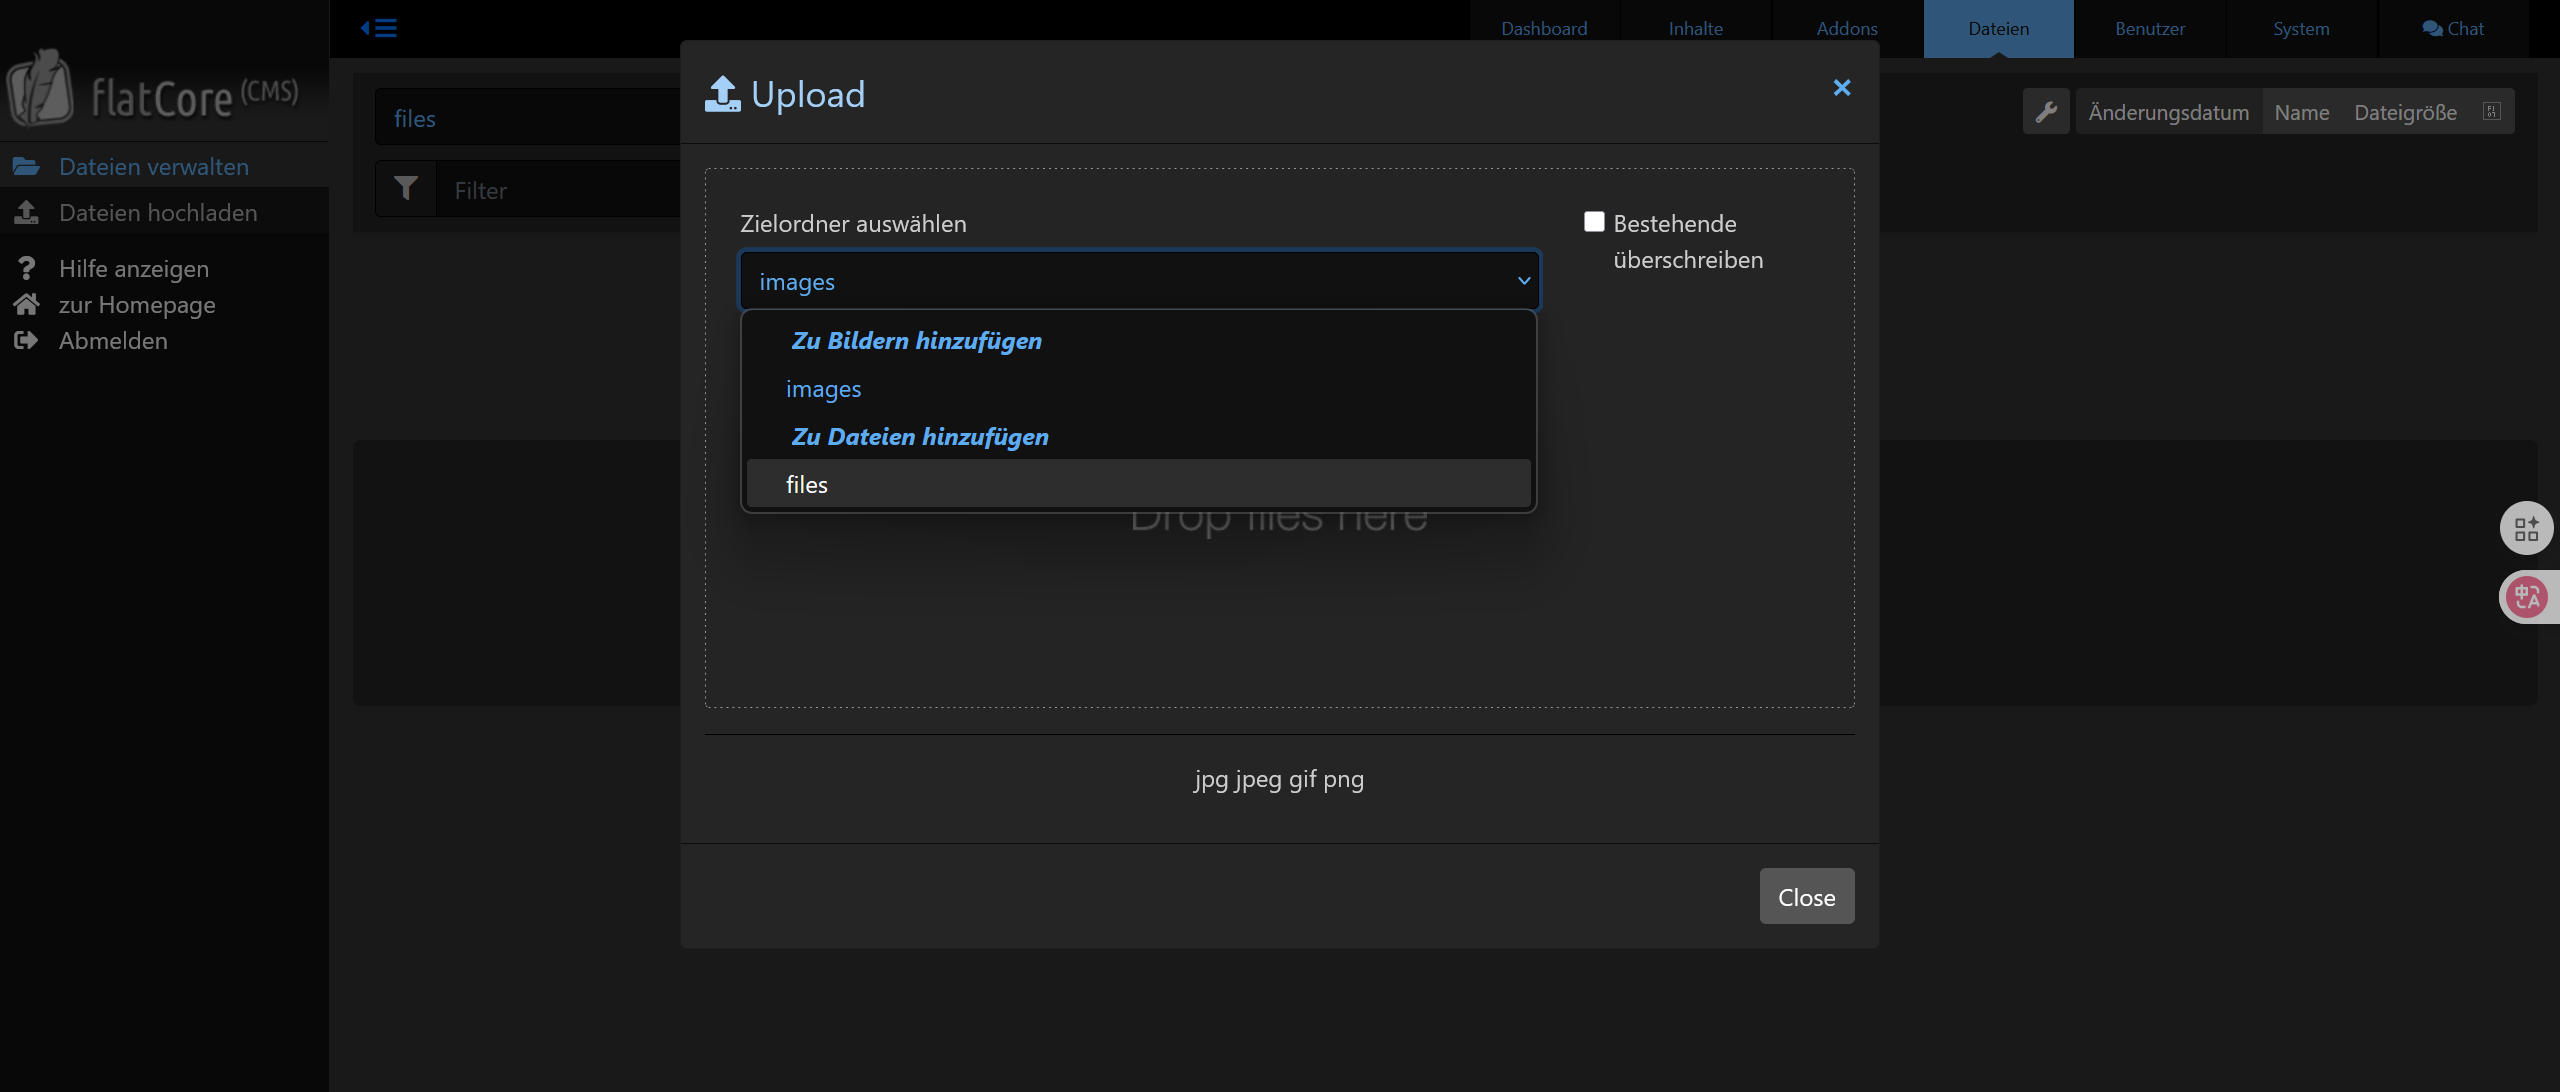 flatCore (CMS)
Dateien verwalten
Dateien hochladen
Hilfe anzeigen
zur Homepage
Abmelden
Dashboard
Inhalte
Addons
Dateien
Benutzer
System
Chat
files
Filter
Änderungsdatum
Name
Dateigröße
Upload
Zielordner auswählen
images
Zu Bildern hinzufügen
images
Zu Dateien hinzufügen
files
Bestehende
überschreiben
Drop files here
jpg jpeg gif png
Close